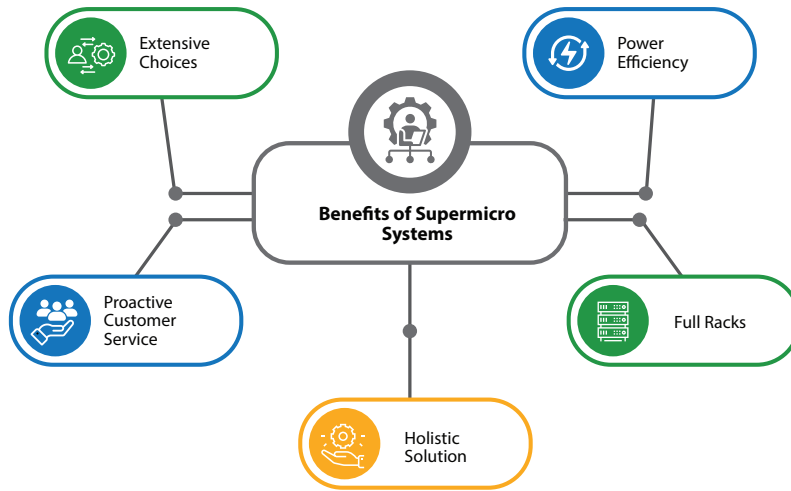 Extensive
Choices
Power
Efficiency
Benefits of Supermicro
Systems
Proactive
Customer
Service
Full Racks
Holistic
Solution